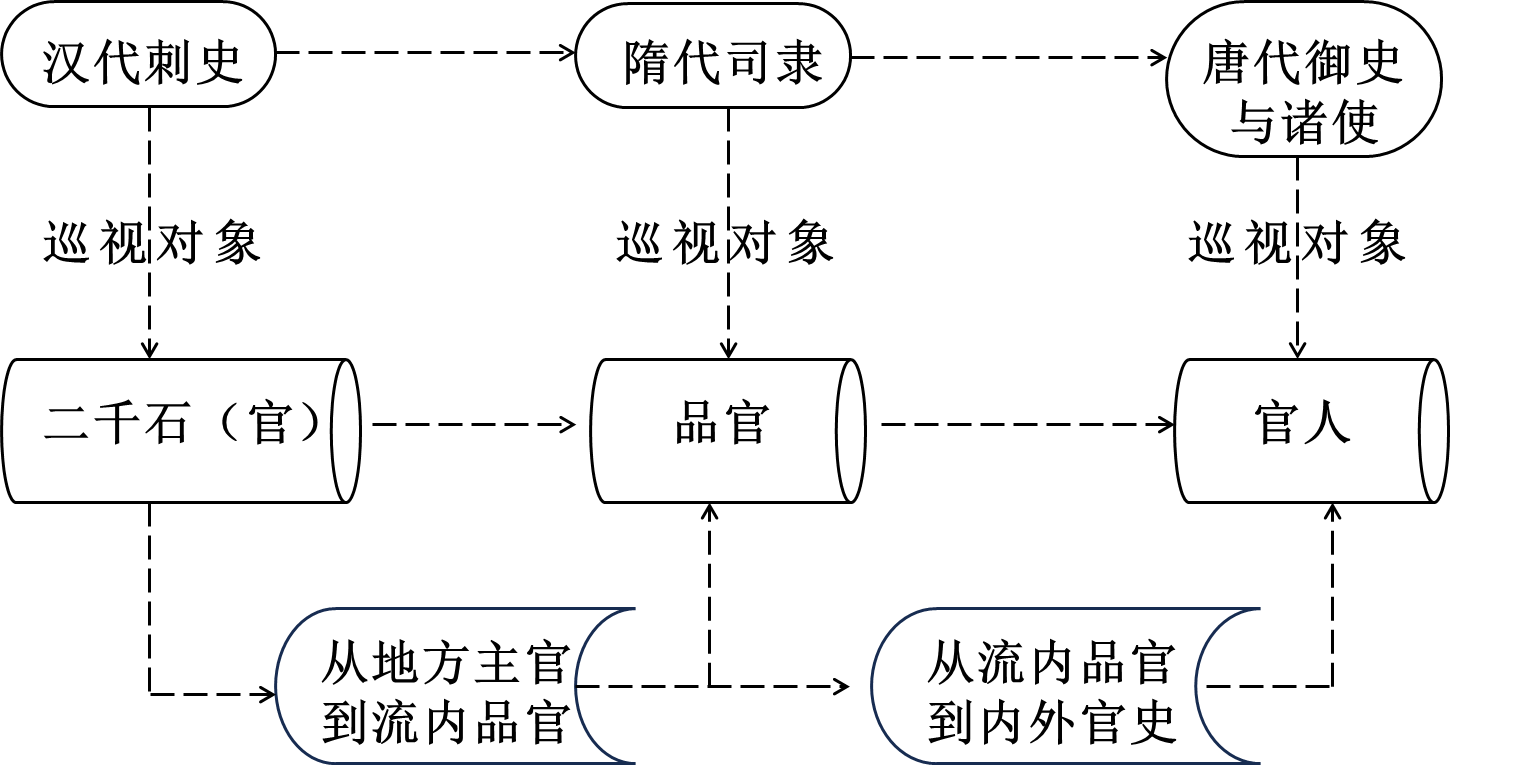 汉代刺史
隋代司隶
唐代御史
与诸使
巡视对象
巡视对象
巡视对象
二千石（官）
品官
官人
从地方主官
到流内品官
从流内品官
到内外官史